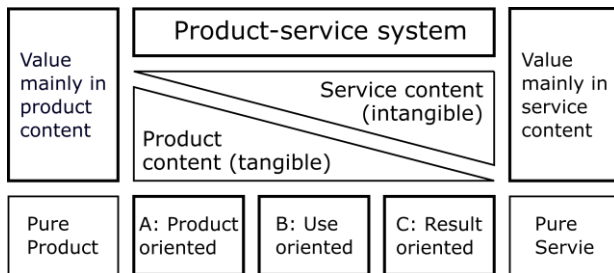 Product-service system
Value
mainly in
product
content
Service content
(intangible)
Product
content (tangible)
Value
mainly in
service
content
Pure
Product
A: Product
oriented
B: Use
oriented
C: Result
oriented
Pure
Servie